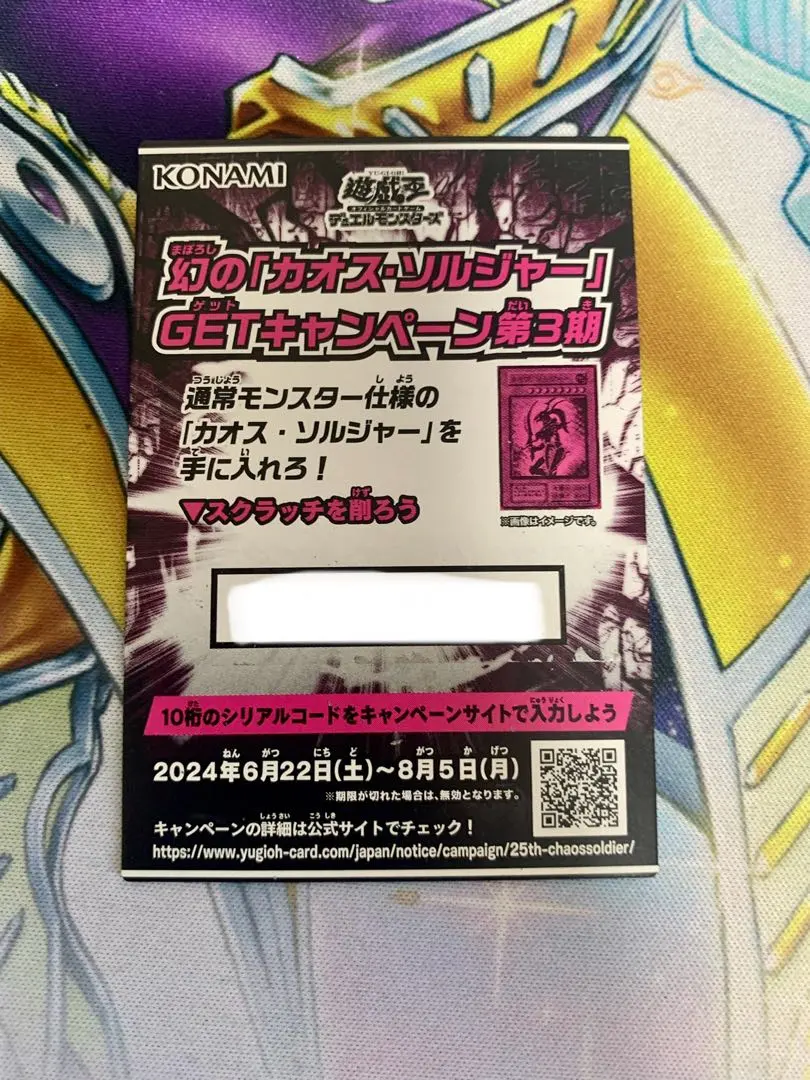 KONAMI
YU-GI-OH!
遊戯王
オフィシャルカードゲーム
デュエルモンスターズ
まぼろし
幻の「カオス・ソルジャー」
ゲット だい き
GETキャンペーン第3期
つうじょう しよう
通常モンスター仕様の
「カオス・ソルジャー」を
て い
手に入れろ!
けず
▼スクラッチを削ろう
※画像はイメージです。
けた にゅうりょく
10桁のシリアルコードをキャンペーンサイトで入力しよう
ねん がつ にち ど がつ か げつ
2024年6月22日(土)~8月5日(月)
※期限が切れた場合は、無効となります。
しょうさい こうしき
キャンペーンの詳細は公式サイトでチェック!
https://www.yugioh-card.com/japan/notice/campaign/25th-chaossoldier/